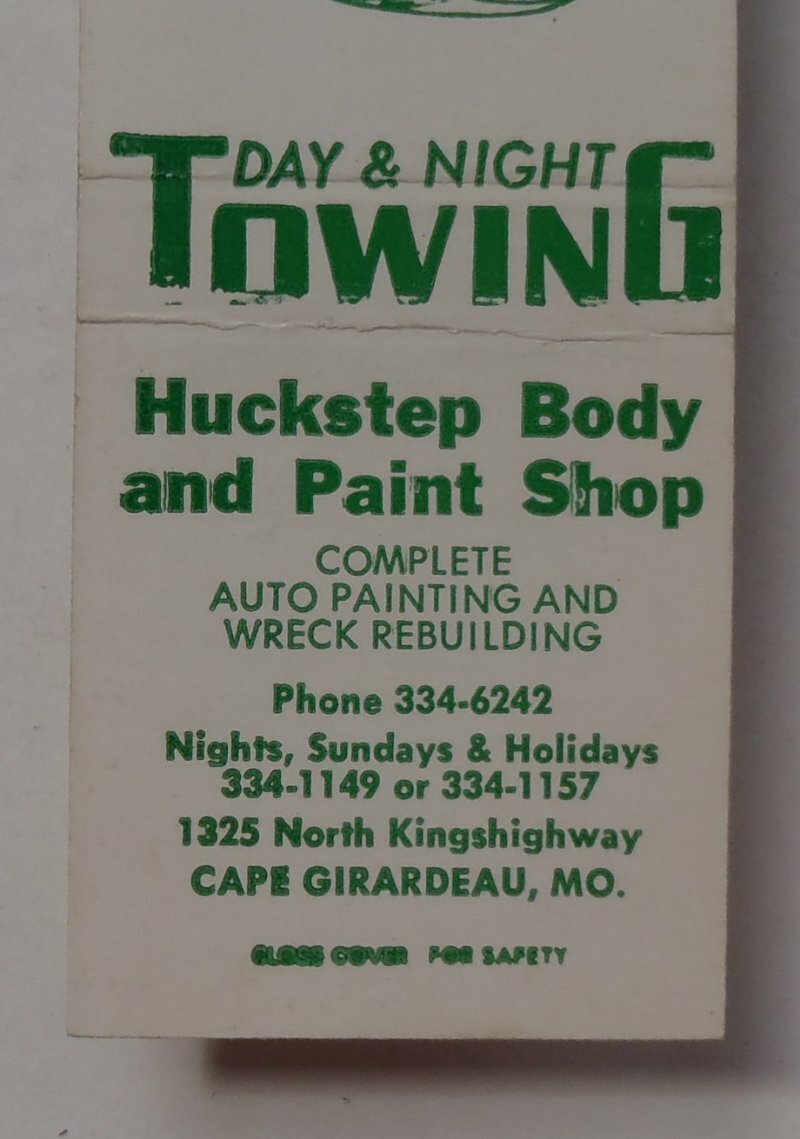 DAY & NIGHT
TOWING
Huckstep Body
and Paint Shop
COMPLETE
AUTO PAINTING AND
WRECK REBUILDING
Phone 334-6242
Nights, Sundays & Holidays
334-1149 or 334-1157
1325 North Kingshighway
CAPE GIRARDEAU, MO.
CLOSE COVER FOR SAFETY